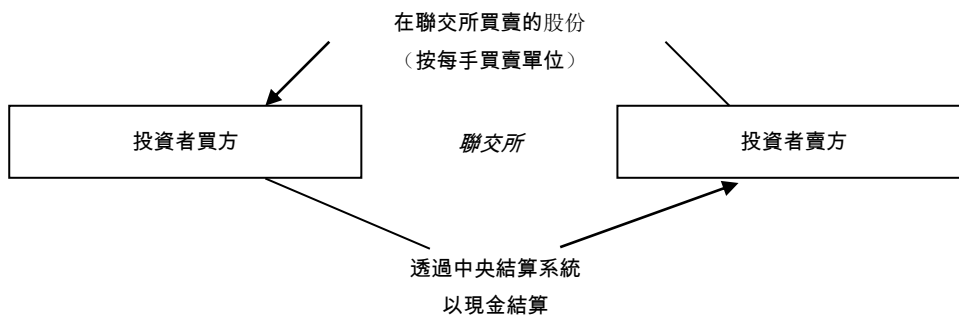 在聯交所買賣的股份
（按每手買賣單位）
投資者買方
聯交所
投資者賣方
透過中央結算系統
以現金結算